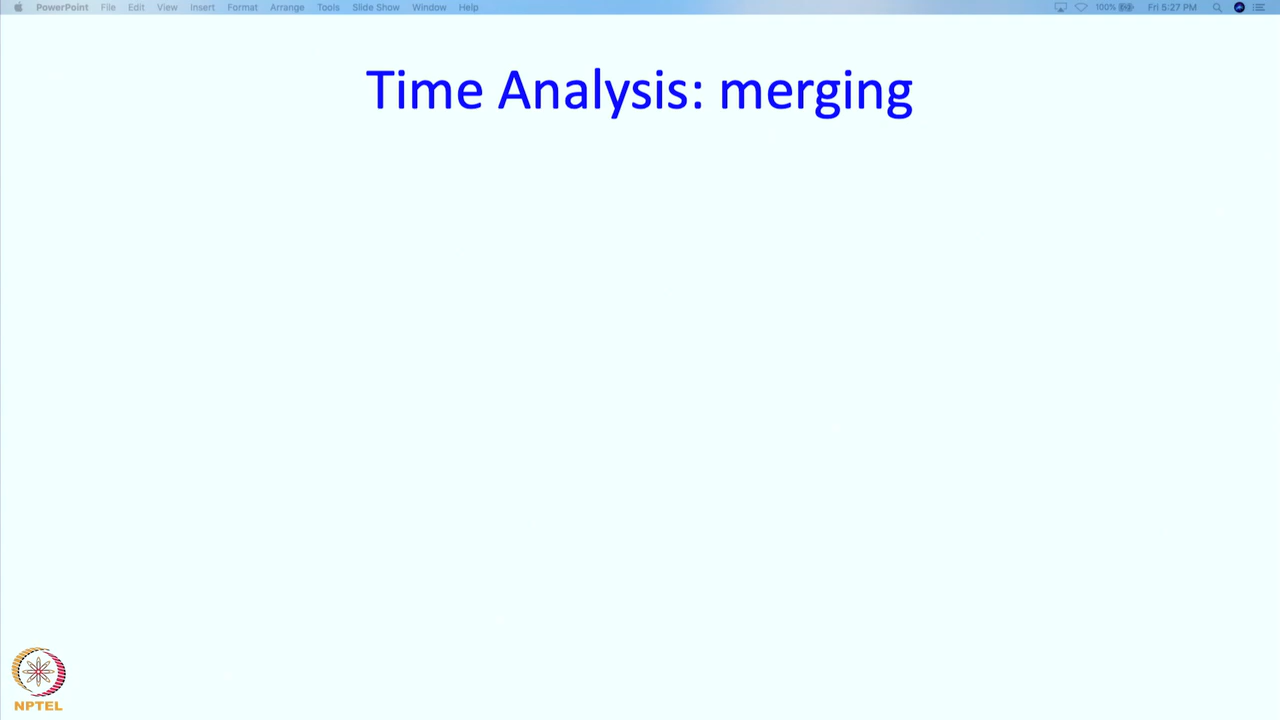 PowerPoint File Edit View Insert Format Arrange Tools Slide Show Window Help 100% Fri 5:27 PM
Time Analysis: merging
NPTEL